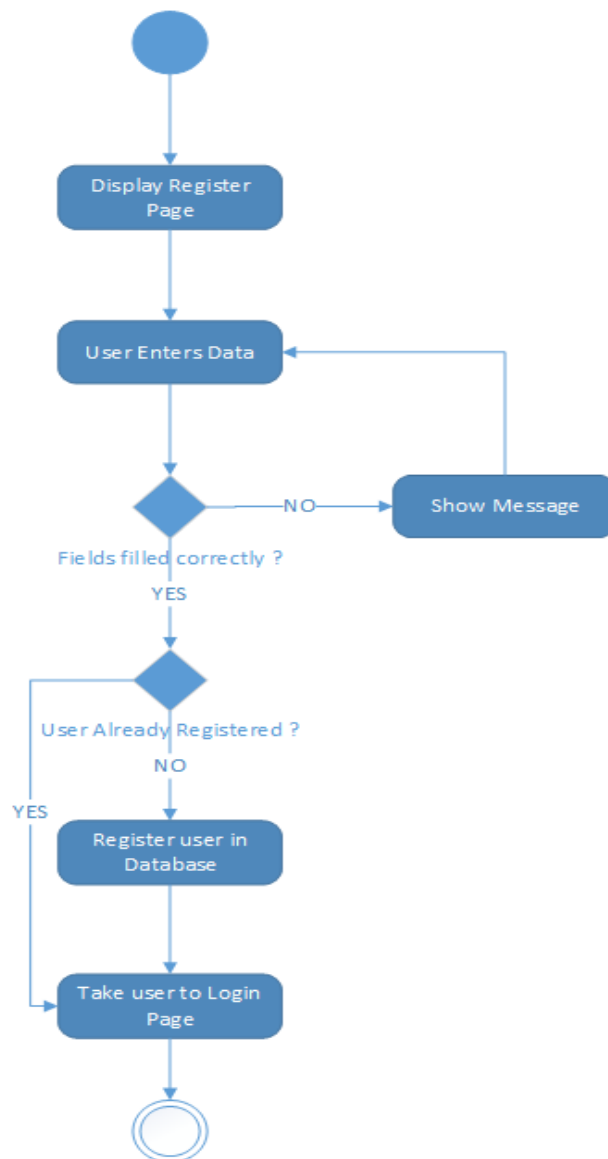 Display Register
Page
User Enters Data
NO
Show Message
Fields filled correctly ?
YES
User Already Registered ?
NO
YES
Register user in
Database
Take user to Login
Page